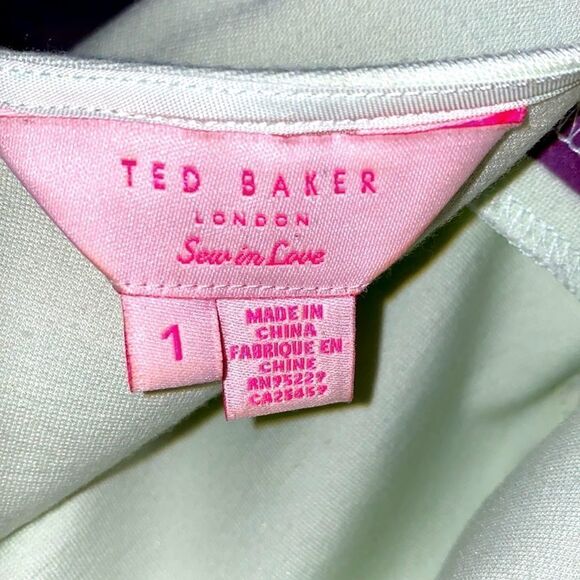 TED BAKER
LONDON
Sew in Love
1
MADE IN
CHINA
FABRIQUE EN
CHINE
RN95229
CA25459